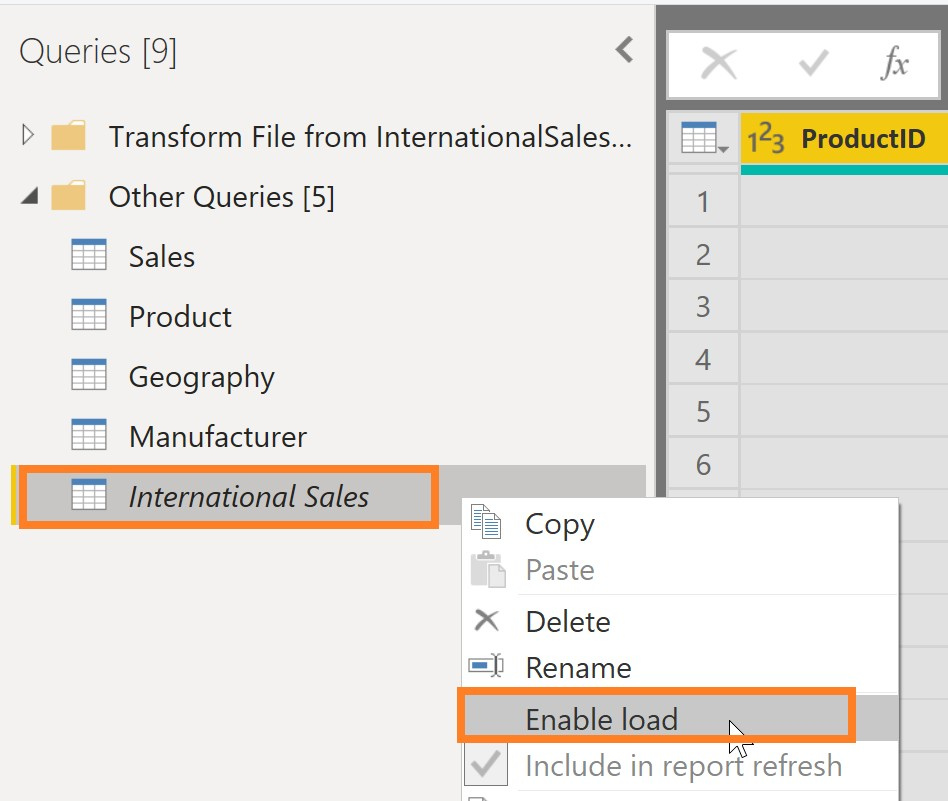 Queries [9]
Transform File from InternationalSales...
Other Queries [5]
Sales
Product
Geography
Manufacturer
International Sales
fx
123 ProductID
1
2
3
4
5
6
Copy
Paste
Delete
Rename
Enable load
Include in report refresh